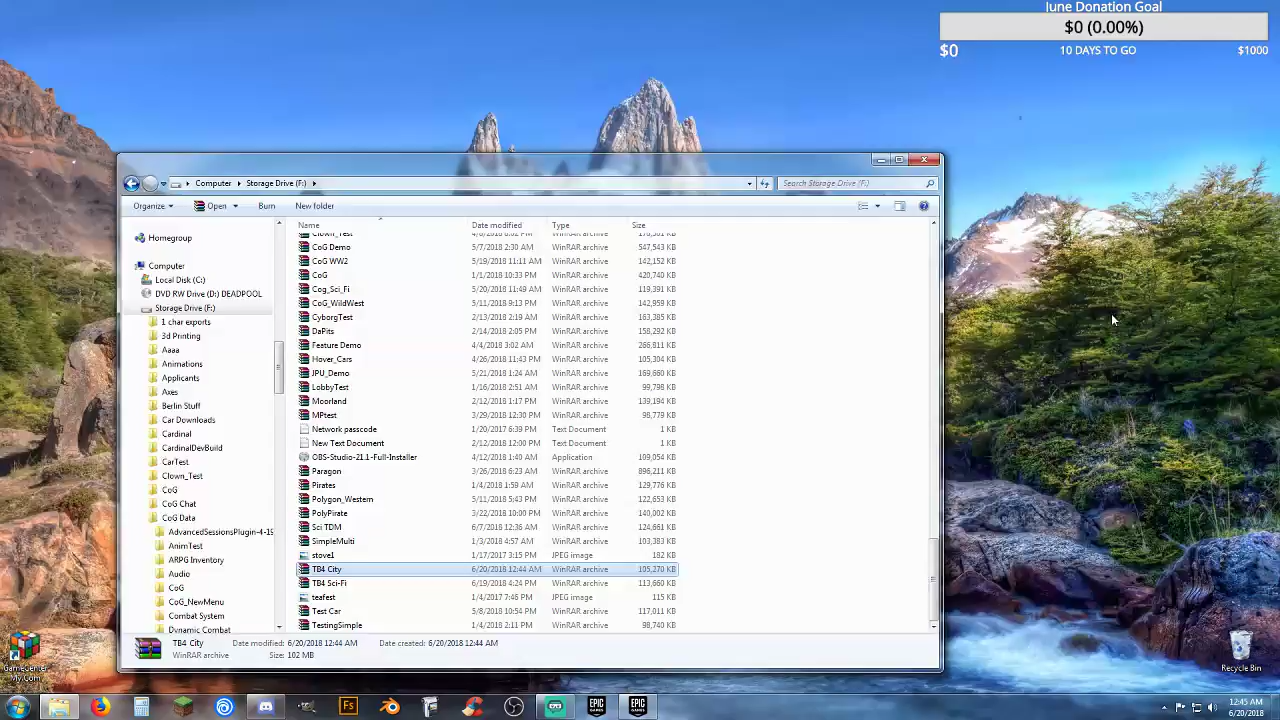 June Donation Goal
$0 (0.00%)
$0 10 DAYS TO GO $1000
Computer Storage Drive (F:)
Search Storage Drive (F:)
Organize Open Burn New folder
Name Date modified Type Size
Homegroup
Computer
Local Disk (C:)
DVD RW Drive (D:) DEADPOOL
Storage Drive (F:)
1 char exports
3d Printing
Aaaa
Animations
Applicants
Axes
Berlin Stuff
Car Downloads
Cardinal
CardinalDevBuild
CarTest
Clown_Test
CoG
CoG Chat
CoG Data
AdvancedSessionsPlugin-4-19
AnimTest
ARPG Inventory
Audio
CoG
CoG_NewMenu
Combat System
Dynamic Combat
Clown_Test
CoG Demo 5/7/2018 2:30 AM WinRAR archive 547,543 KB
CoG WW2 5/19/2018 11:11 AM WinRAR archive 142,152 KB
CoG 1/1/2018 10:33 PM WinRAR archive 420,740 KB
Cog_Sci_Fi 5/20/2018 11:49 AM WinRAR archive 119,391 KB
CoG_WildWest 5/11/2018 9:13 PM WinRAR archive 142,959 KB
CyborgTest 2/13/2018 2:19 AM WinRAR archive 163,385 KB
DaPits 2/14/2018 2:05 PM WinRAR archive 158,292 KB
Feature Demo 4/4/2018 3:02 AM WinRAR archive 266,811 KB
Hover_Cars 4/26/2018 11:43 PM WinRAR archive 105,304 KB
JPU_Demo 5/21/2018 1:24 AM WinRAR archive 169,660 KB
LobbyTest 1/16/2018 2:51 AM WinRAR archive 99,798 KB
Moorland 2/12/2018 6:07 PM WinRAR archive 139,194 KB
MPtest 3/29/2018 12:30 PM WinRAR archive 98,779 KB
Network passcode 1/20/2017 6:39 PM Text Document 1 KB
New Text Document 2/12/2018 12:00 PM Text Document 1 KB
OBS-Studio-21.1-Full-Installer 4/12/2018 1:40 AM Application 109,054 KB
Paragon 3/26/2018 6:23 AM WinRAR archive 896,211 KB
Pirates 1/4/2018 1:59 AM WinRAR archive 129,776 KB
Polygon_Western 5/11/2018 5:43 PM WinRAR archive 122,653 KB
PolyPirate 3/22/2018 10:00 PM WinRAR archive 140,002 KB
Sci TDM 6/7/2018 12:36 AM WinRAR archive 124,661 KB
SimpleMulti 1/3/2018 4:57 AM WinRAR archive 103,383 KB
stove1 1/17/2017 3:15 PM JPEG image 182 KB
TB4 City 6/20/2018 12:44 AM WinRAR archive 105,270 KB
TB4 Sci-Fi 6/19/2018 4:24 PM WinRAR archive 113,660 KB
teafest 1/4/2017 7:46 PM JPEG image 115 KB
Test Car 5/8/2018 10:54 PM WinRAR archive 117,011 KB
TestingSimple 1/4/2018 2:11 PM WinRAR archive 98,740 KB
TB4 City Date modified: 6/20/2018 12:44 AM Date created: 6/20/2018 12:44 AM
WinRAR archive Size: 102 MB
GameCenter
My.Com
Recycle Bin
Fs
EPIC
GAMES
EPIC
GAMES
12:45 AM
6/20/2018